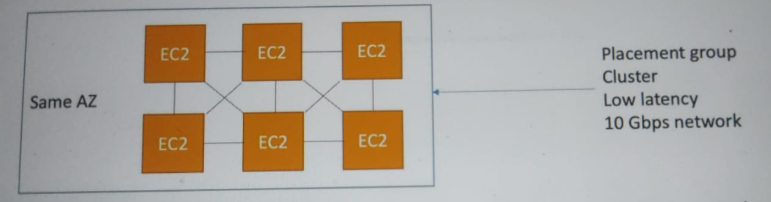 EC2 EC2 EC2
Same AZ
EC2 EC2 EC2
Placement group
Cluster
Low latency
10 Gbps network